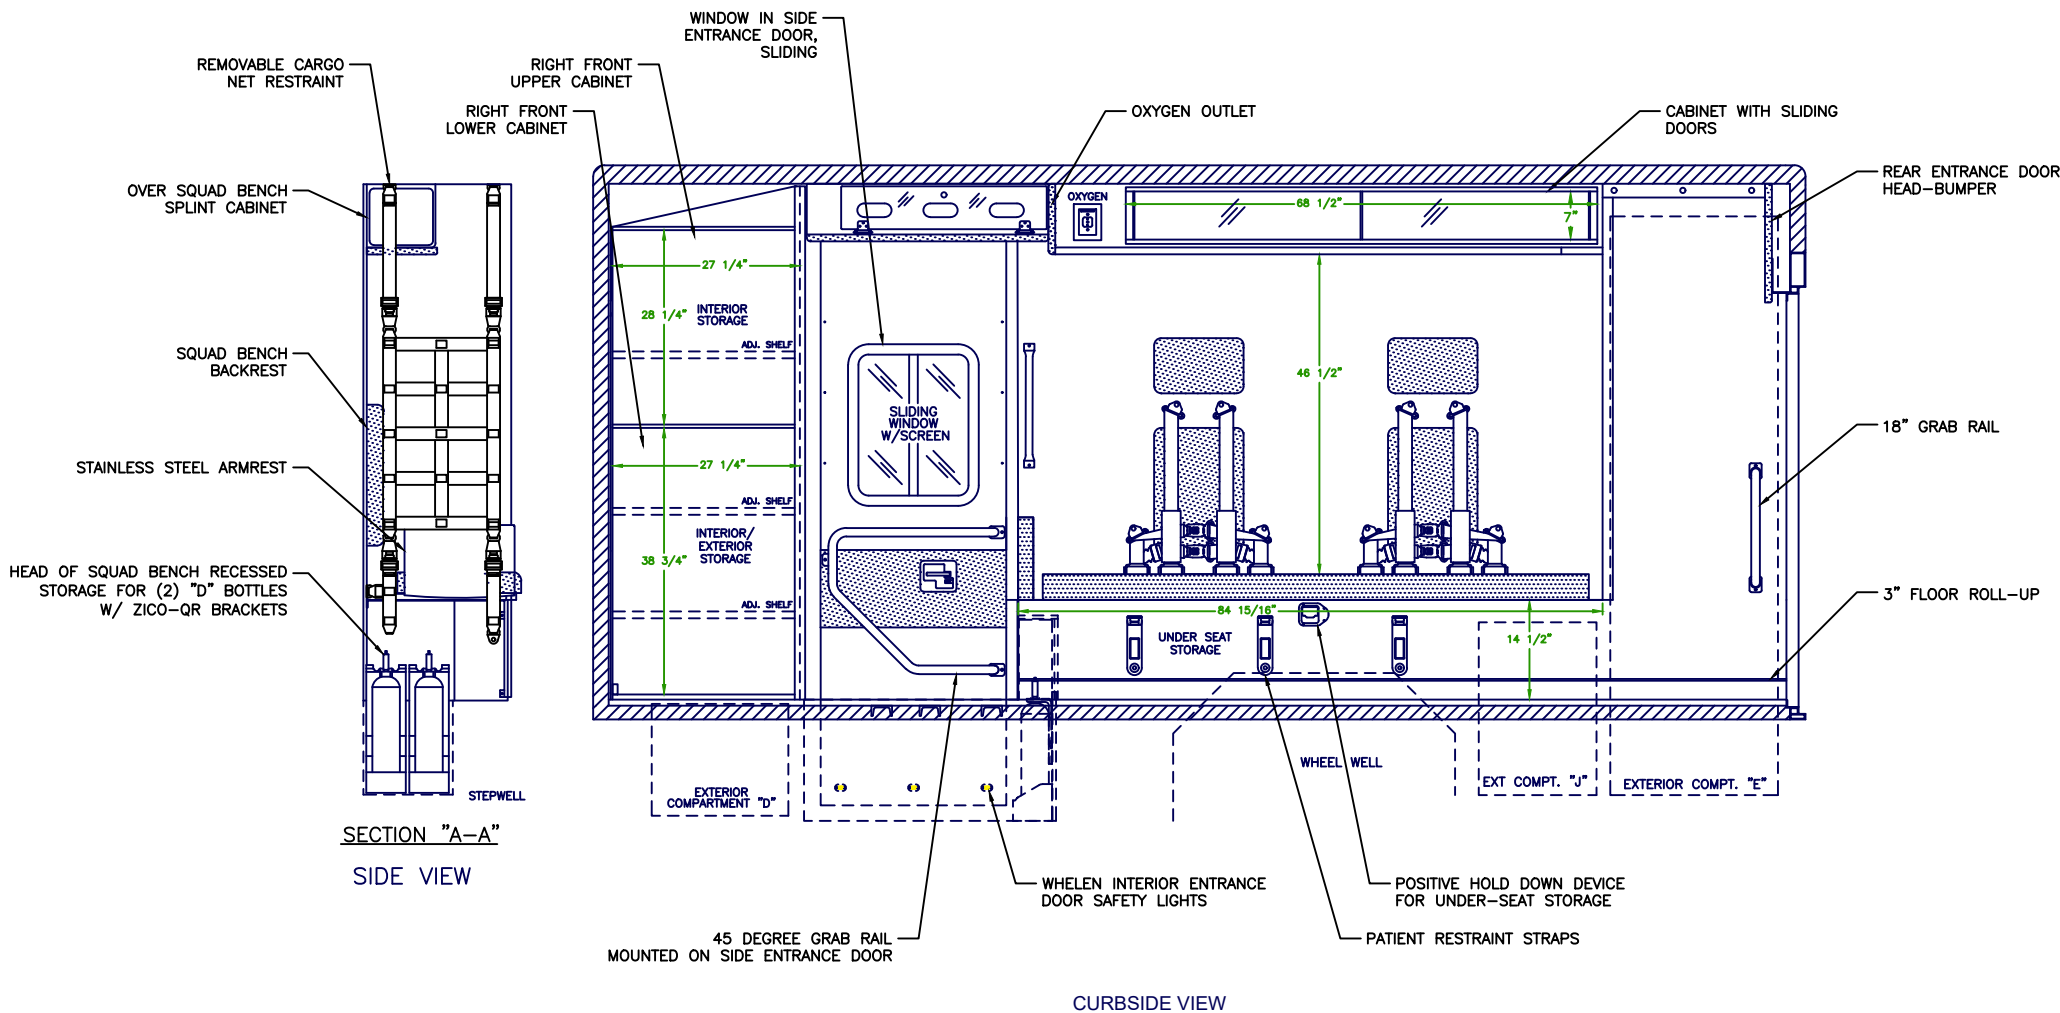 WINDOW IN SIDE
ENTRANCE DOOR,
SLIDING
REMOVABLE CARGO
NET RESTRAINT
RIGHT FRONT
UPPER CABINET
RIGHT FRONT
LOWER CABINET
OXYGEN OUTLET
CABINET WITH SLIDING
DOORS
REAR ENTRANCE DOOR
HEAD-BUMPER
OVER SQUAD BENCH
SPLINT CABINET
OXYGEN
68 1/2"
7"
27 1/4"
28 1/4"
INTERIOR
STORAGE
ADJ. SHELF
SQUAD BENCH
BACKREST
46 1/2"
SLIDING
WINDOW
W/SCREEN
18" GRAB RAIL
STAINLESS STEEL ARMREST
27 1/4"
ADJ. SHELF
INTERIOR/
EXTERIOR
STORAGE
38 3/4"
HEAD OF SQUAD BENCH RECESSED
STORAGE FOR (2) "D" BOTTLES
W/ ZICO-QR BRACKETS
ADJ. SHELF
84 15/16"
3" FLOOR ROLL-UP
UNDER SEAT
STORAGE
14 1/2"
WHEEL WELL
EXT COMPT. "J"
EXTERIOR COMPT. "E"
EXTERIOR
COMPARTMENT "D"
STEPWELL
SECTION "A-A"
SIDE VIEW
WHELEN INTERIOR ENTRANCE
DOOR SAFETY LIGHTS
POSITIVE HOLD DOWN DEVICE
FOR UNDER-SEAT STORAGE
45 DEGREE GRAB RAIL
MOUNTED ON SIDE ENTRANCE DOOR
PATIENT RESTRAINT STRAPS
CURBSIDE VIEW